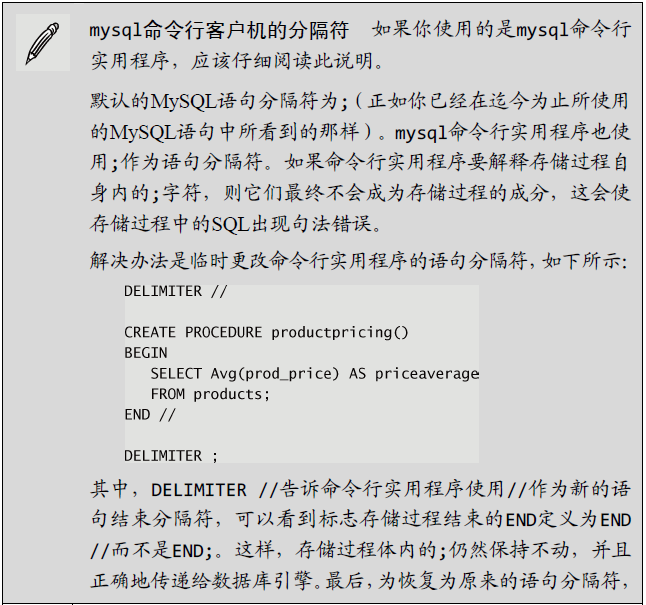 mysql命令行客户机的分隔符 如果你使用的是mysql命令行
实用程序，应该仔细阅读此说明。
默认的MySQL语句分隔符为;（正如你已经在迄今为止所使用
的MySQL语句中所看到的那样）。mysql命令行实用程序也使
用;作为语句分隔符。如果命令行实用程序要解释存储过程自
身内的;字符，则它们最终不会成为存储过程的成分，这会使
存储过程中的SQL出现句法错误。
解决办法是临时更改命令行实用程序的语句分隔符，如下所示：
DELIMITER //
CREATE PROCEDURE productpricing()
BEGIN
SELECT Avg(prod_price) AS priceaverage
FROM products;
END //
DELIMITER ;
其中，DELIMITER //告诉命令行实用程序使用//作为新的语
句结束分隔符，可以看到标志存储过程结束的END定义为END
//而不是END;。这样，存储过程体内的;仍然保持不动，并且
正确地传递给数据库引擎。最后，为恢复为原来的语句分隔符，